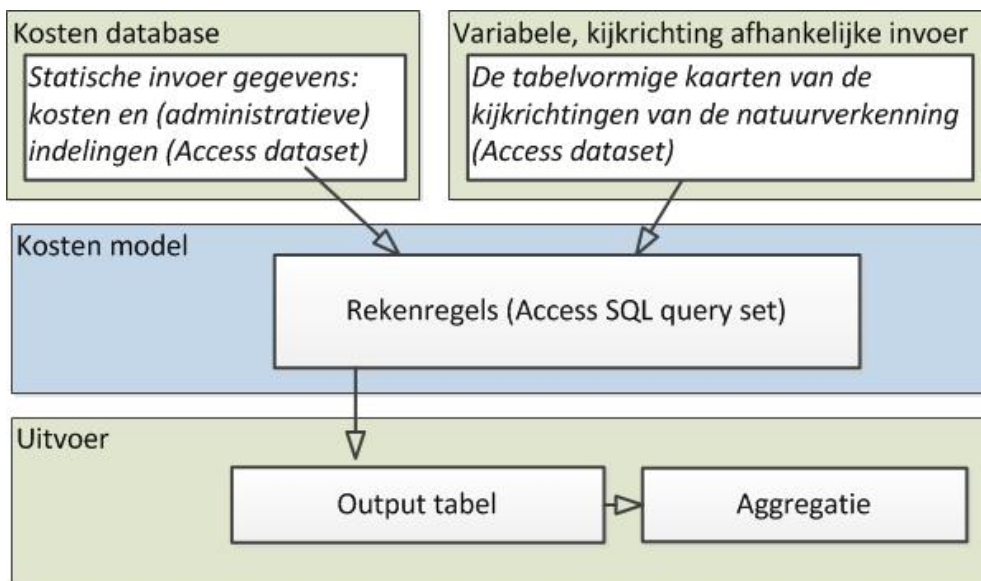 Kosten database
Statische invoer gegevens:
kosten en (administratieve)
indelingen (Access dataset)
Variabele, kijkrichting afhankelijke invoer
De tabelvormige kaarten van de
kijkrichtingen van de natuurverkenning
(Access dataset)
Kosten model
Rekenregels (Access SQL query set)
Uitvoer
Output tabel
Aggregatie